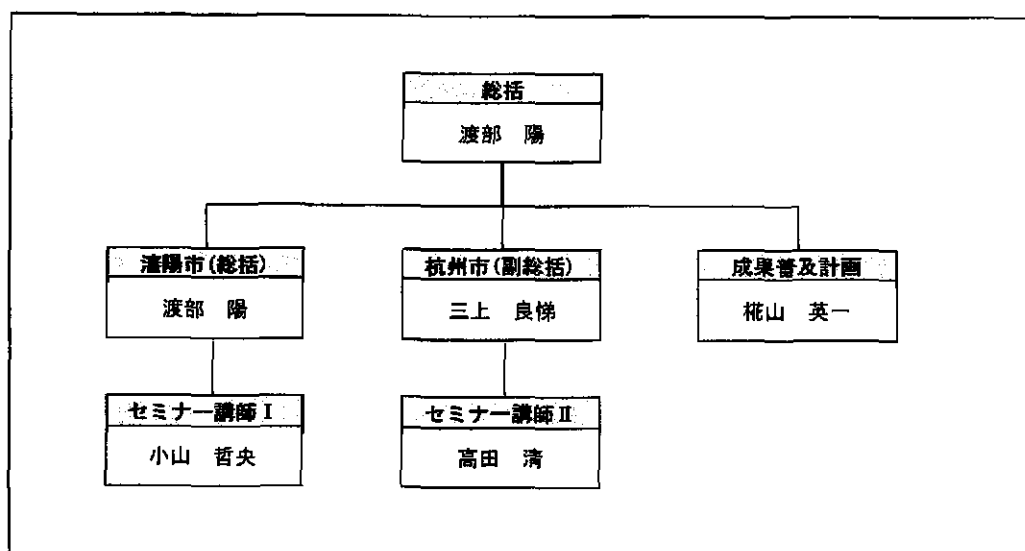 総括
渡部 陽
瀋陽市(総括)
渡部 陽
杭州市(副総括)
三上 良悌
成果普及計画
椛山 英一
セミナー講師Ⅰ
小山 哲央
セミナー講師Ⅱ
高田 清